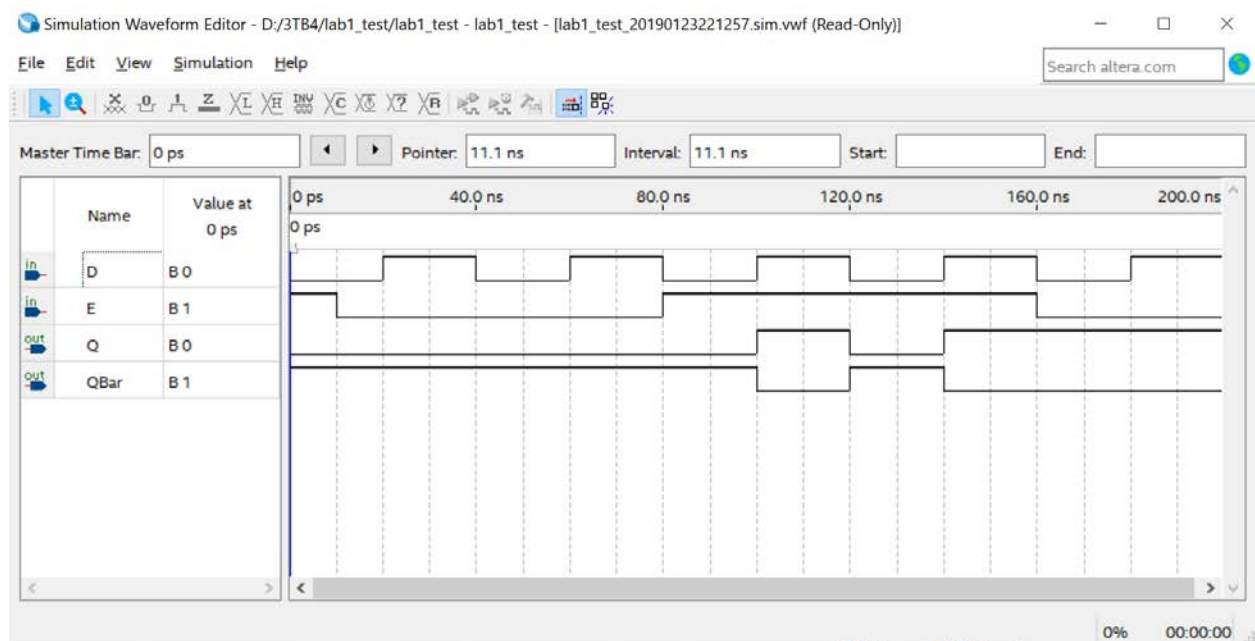 Simulation Waveform Editor - D:/3TB4/lab1_test/lab1_test - lab1_test - [lab1_test_20190123221257.sim.vwf (Read-Only)]
File Edit View Simulation Help
Search altera.com
Master Time Bar: 0 ps Pointer: 11.1 ns Interval: 11.1 ns Start: End:
Name Value at 0 ps
0 ps 40.0 ns 80.0 ns 120.0 ns 160.0 ns 200.0 ns
0 ps
in D B 0
in E B 1
out Q B 0
out QBar B 1
0% 00:00:00